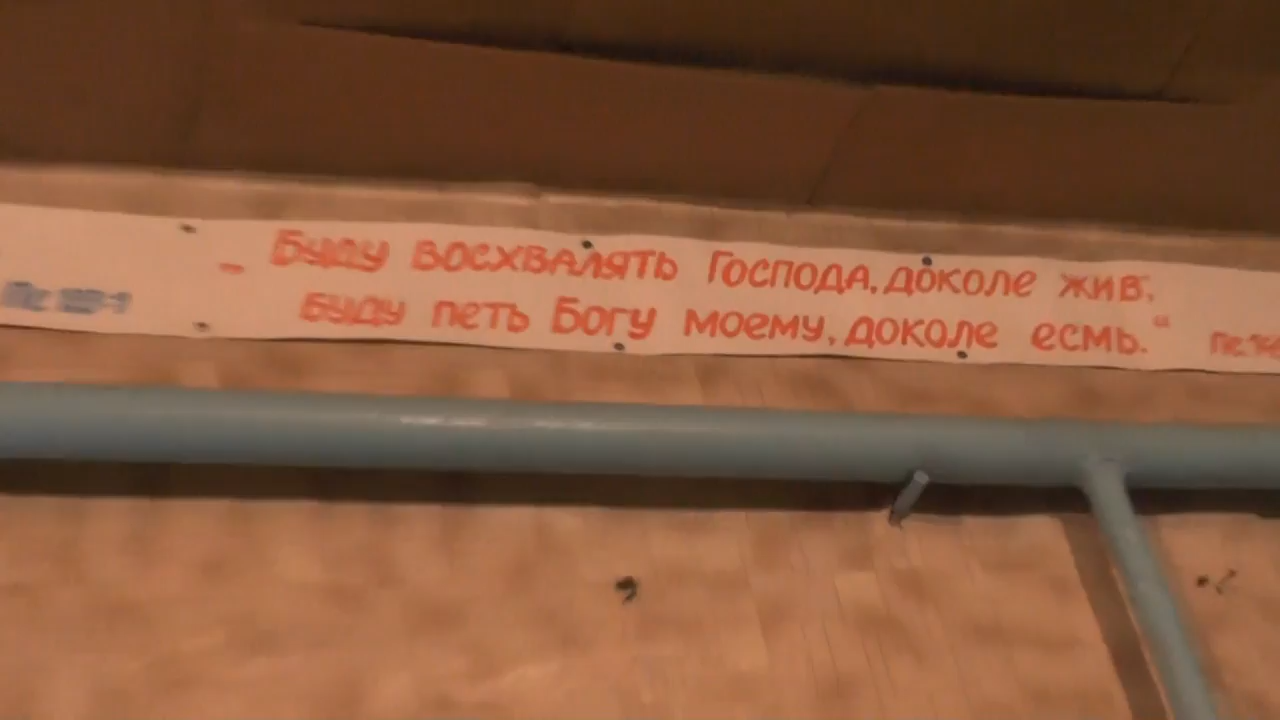 „Буду восхвалять Господа, доколе жив;
буду петь Богу моему, доколе есмь.“